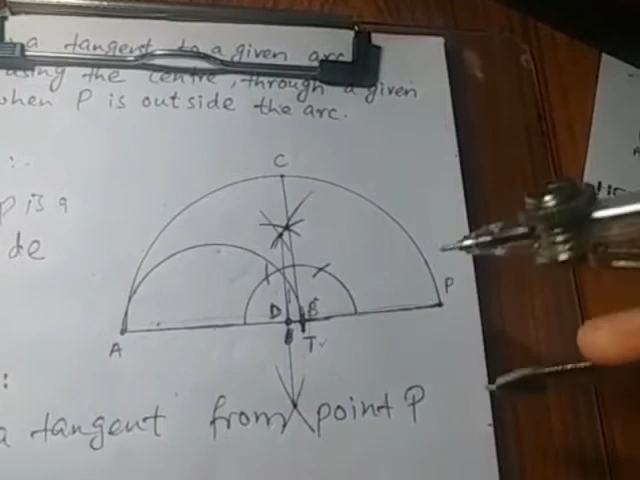 a tangent to a given arc
using the centre, through a given
when P is outside the arc.
:-
P is a
de
C
P
D B
A
T
:
a tangent from point P